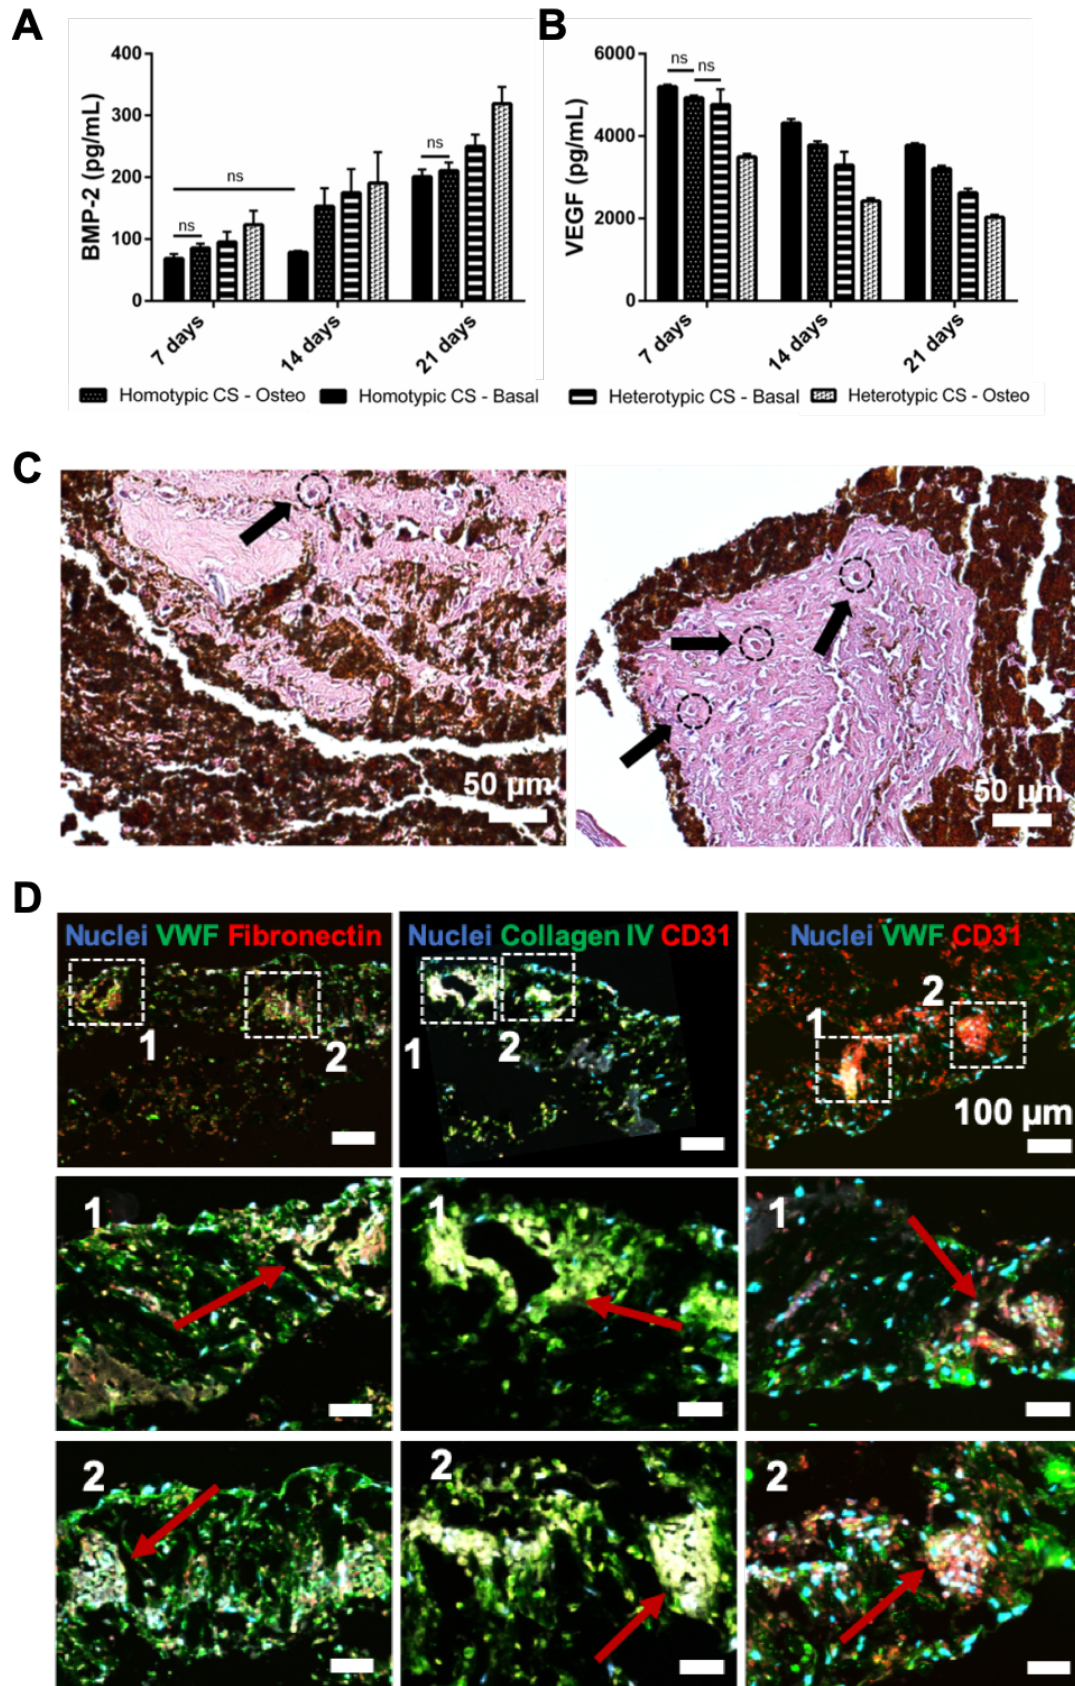 A
B
400
300
200
100
0
BMP-2 (pg/mL)
ns
ns
ns
7 days
14 days
21 days
6000
4000
2000
0
VEGF (pg/mL)
ns
ns
7 days
14 days
21 days
Homotypic CS - Osteo
Homotypic CS - Basal
Heterotypic CS - Basal
Heterotypic CS - Osteo
C
50 µm
50 µm
D
Nuclei VWF Fibronectin
1
2
Nuclei Collagen IV CD31
1
2
Nuclei VWF CD31
1
2
100 µm
1
1
1
2
2
2